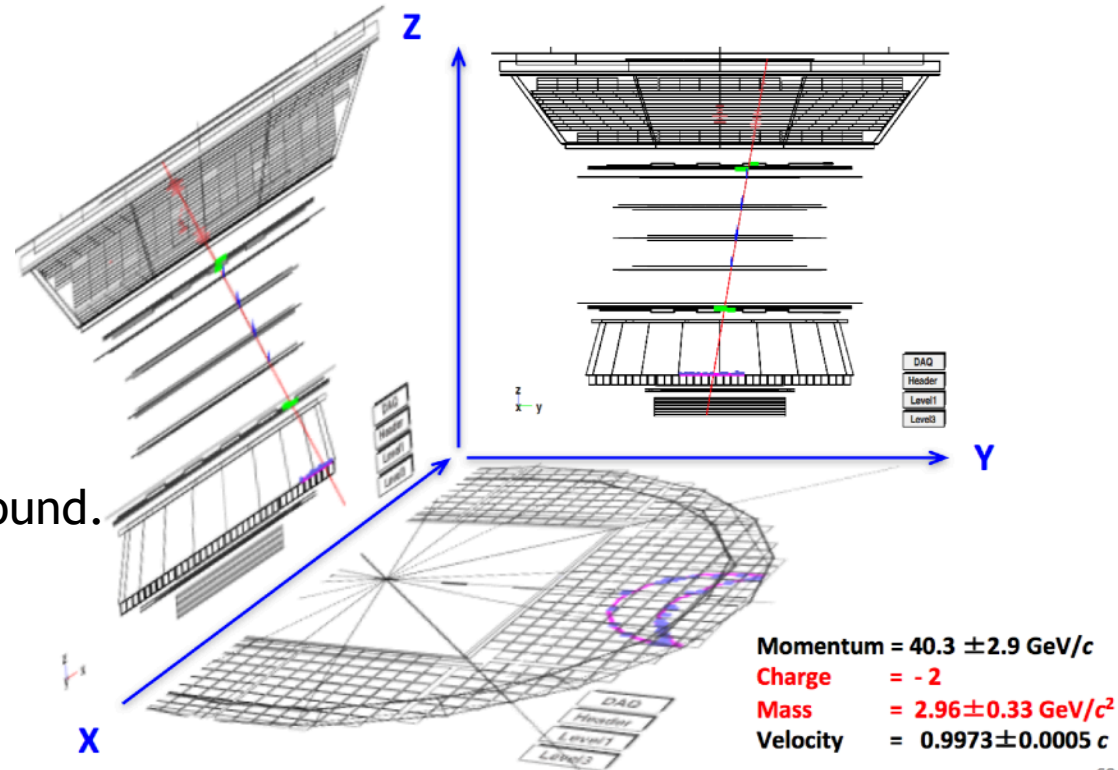 Z
DAQ
Header
Level1
Level3
z
x y
DAQ
Header
Level1
Level3
Y
ound.
X
DAQ
Header
Level1
Level3
Momentum = 40.3 ±2.9 GeV/c
Charge = - 2
Mass = 2.96±0.33 GeV/c²
Velocity = 0.9973±0.0005 c